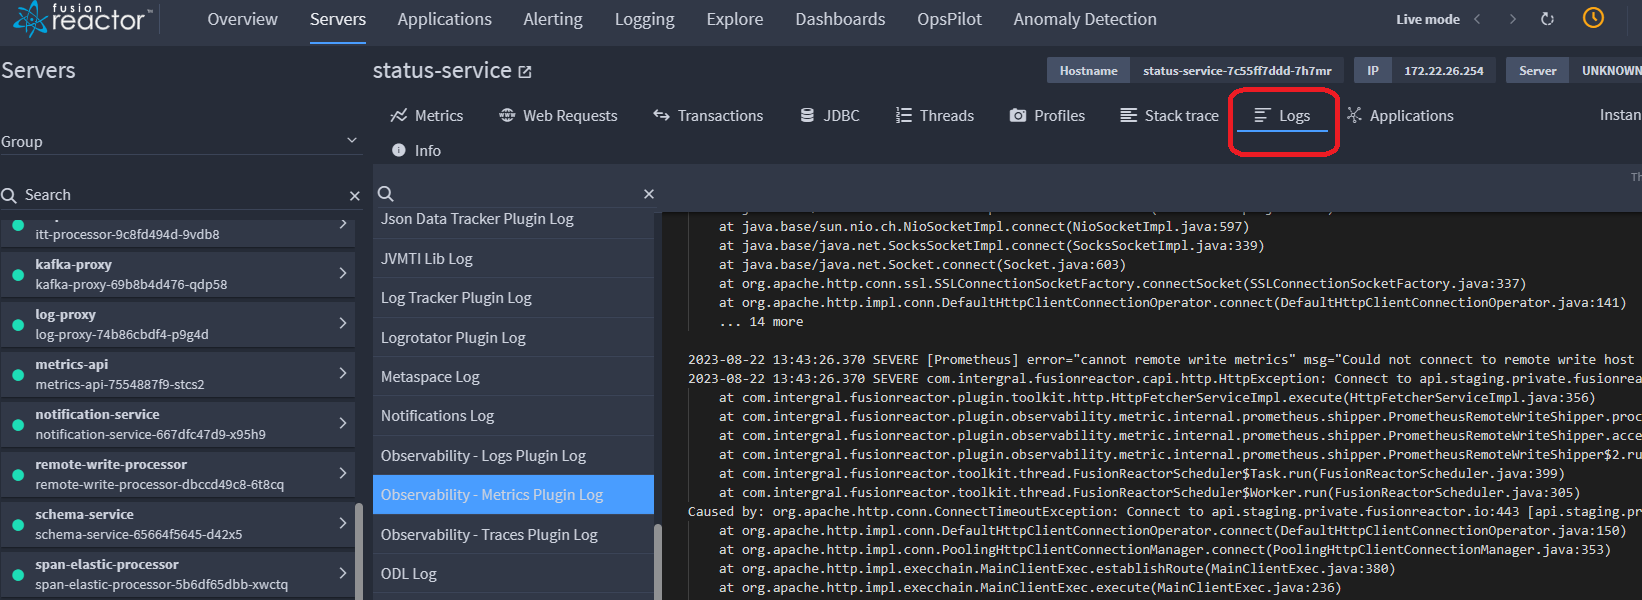 fusion reactor™
Overview Servers Applications Alerting Logging Explore Dashboards OpsPilot Anomaly Detection Live mode
Servers
status-service
Hostname status-service-7c55ff7ddd-7h7mr IP 172.22.26.254 Server UNKNOWN
Metrics Web Requests Transactions JDBC Threads Profiles Stack trace Logs Applications Instan
Info
Group
Search
itt-processor-9c8fd494d-9vdb8
kafka-proxy
kafka-proxy-69b8b4d476-qdp58
log-proxy
log-proxy-74b86cbdf4-p9g4d
metrics-api
metrics-api-7554887f9-stcs2
notification-service
notification-service-667dfc47d9-x95h9
remote-write-processor
remote-write-processor-dbccd49c8-6t8cq
schema-service
schema-service-65664f5645-d42x5
span-elastic-processor
span-elastic-processor-5b6df65dbb-xwctq
Json Data Tracker Plugin Log
JVMTI Lib Log
Log Tracker Plugin Log
Logrotator Plugin Log
Metaspace Log
Notifications Log
Observability - Logs Plugin Log
Observability - Metrics Plugin Log
Observability - Traces Plugin Log
ODL Log
Th
at java.base/sun.nio.ch.NioSocketImpl.connect(NioSocketImpl.java:597)
at java.base/java.net.SocksSocketImpl.connect(SocksSocketImpl.java:339)
at java.base/java.net.Socket.connect(Socket.java:603)
at org.apache.http.conn.ssl.SSLConnectionSocketFactory.connectSocket(SSLConnectionSocketFactory.java:337)
at org.apache.http.impl.conn.DefaultHttpClientConnectionOperator.connect(DefaultHttpClientConnectionOperator.java:141)
... 14 more
2023-08-22 13:43:26.370 SEVERE [Prometheus] error="cannot remote write metrics" msg="Could not connect to remote write host
2023-08-22 13:43:26.370 SEVERE com.intergral.fusionreactor.capi.http.HttpException: Connect to api.staging.private.fusionrea
at com.intergral.fusionreactor.plugin.toolkit.http.HttpFetcherServiceImpl.execute(HttpFetcherServiceImpl.java:356)
at com.intergral.fusionreactor.plugin.observability.metric.internal.prometheus.shipper.PrometheusRemoteWriteShipper.proc
at com.intergral.fusionreactor.plugin.observability.metric.internal.prometheus.shipper.PrometheusRemoteWriteShipper.acce
at com.intergral.fusionreactor.plugin.observability.metric.internal.prometheus.shipper.PrometheusRemoteWriteShipper$2.ru
at com.intergral.fusionreactor.toolkit.thread.FusionReactorScheduler$Task.run(FusionReactorScheduler.java:399)
at com.intergral.fusionreactor.toolkit.thread.FusionReactorScheduler$Worker.run(FusionReactorScheduler.java:305)
Caused by: org.apache.http.conn.ConnectTimeoutException: Connect to api.staging.private.fusionreactor.io:443 [api.staging.pr
at org.apache.http.impl.conn.DefaultHttpClientConnectionOperator.connect(DefaultHttpClientConnectionOperator.java:150)
at org.apache.http.impl.conn.PoolingHttpClientConnectionManager.connect(PoolingHttpClientConnectionManager.java:353)
at org.apache.http.impl.execchain.MainClientExec.establishRoute(MainClientExec.java:380)
at org.apache.http.impl.execchain.MainClientExec.execute(MainClientExec.java:236)